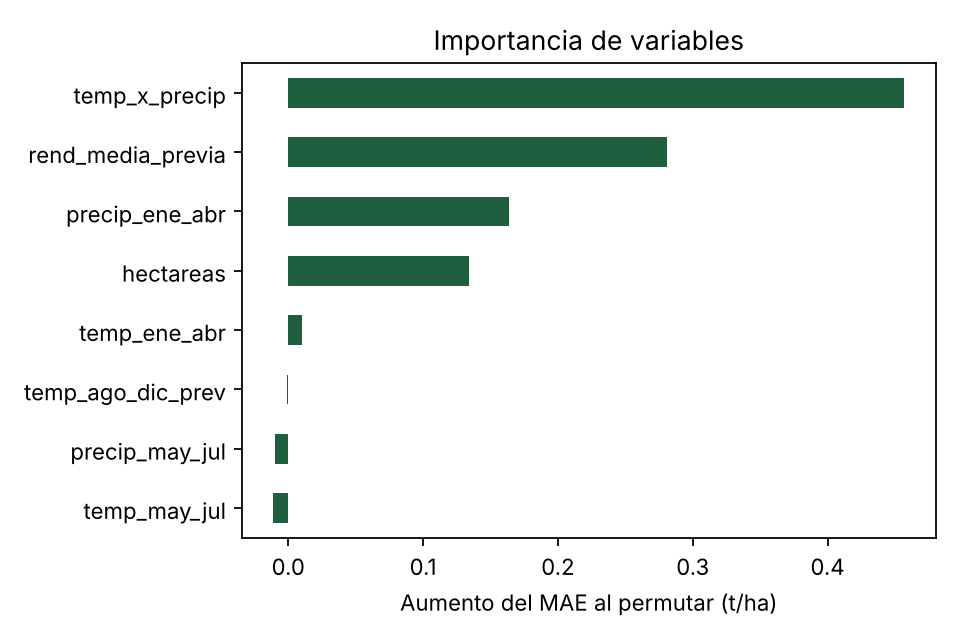 Importancia de variables
temp_x_precip
rend_media_previa
precip_ene_abr
hectareas
temp_ene_abr
temp_ago_dic_prev
precip_may_jul
temp_may_jul
0.0 0.1 0.2 0.3 0.4
Aumento del MAE al permutar (t/ha)